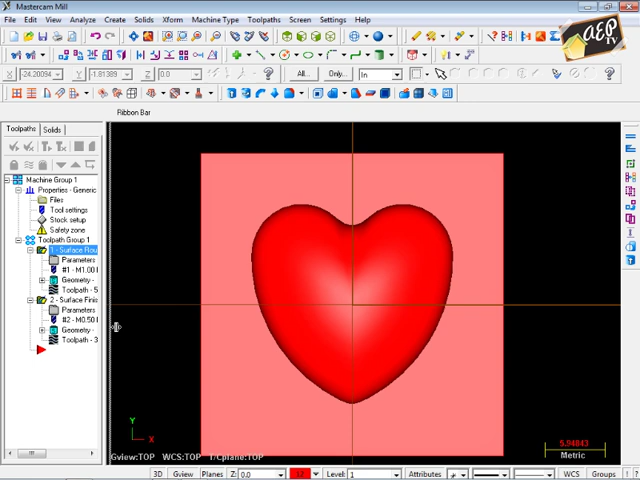 Mastercam Mill
File Edit View Analyze Create Solids Xform Machine Type Toolpaths Screen Settings Help
AEP
TV
X -24.20094 Y -1.81389 Z 0.0 All... Only... In
Ribbon Bar
Toolpaths Solids
Machine Group 1
Properties - Generic
Files
Tool settings
Stock setup
Safety zone
Toolpath Group 1
1 - Surface Rou
Parameters
#1 - M1.00
Geometry -
Toolpath - 5
2 - Surface Finis
Parameters
#2 - M0.50
Geometry -
Toolpath - 3
Y
X
5.94843
Metric
Gview:TOP WCS:TOP T/Cplane:TOP
3D Gview Planes Z: 0.0 12 Level: 1 Attributes WCS Groups